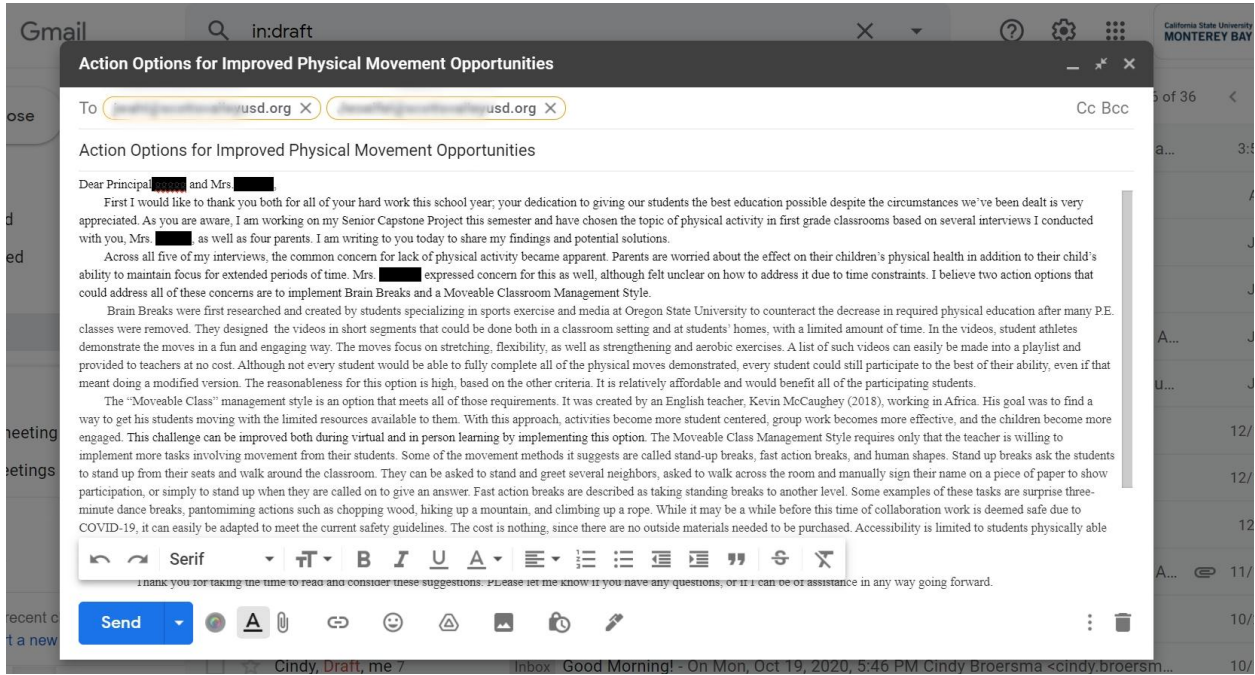 Gmail
in:draft
California State University
MONTEREY BAY
Action Options for Improved Physical Movement Opportunities
ose
of 36
To usd.org usd.org Cc Bcc
a... 3:5
Action Options for Improved Physical Movement Opportunities
Dear Principal and Mrs. ,
First I would like to thank you both for all of your hard work this school year; your dedication to giving our students the best education possible despite the circumstances we've been dealt is very
d
appreciated. As you are aware, I am working on my Senior Capstone Project this semester and have chosen the topic of physical activity in first grade classrooms based on several interviews I conducted
with you, Mrs. , as well as four parents. I am writing to you today to share my findings and potential solutions.
ed
Across all five of my interviews, the common concern for lack of physical activity became apparent. Parents are worried about the effect on their children's physical health in addition to their child's
ability to maintain focus for extended periods of time. Mrs. expressed concern for this as well, although felt unclear on how to address it due to time constraints. I believe two action options that
could address all of these concerns are to implement Brain Breaks and a Moveable Classroom Management Style.
Brain Breaks were first researched and created by students specializing in sports exercise and media at Oregon State University to counteract the decrease in required physical education after many P.E.
classes were removed. They designed the videos in short segments that could be done both in a classroom setting and at students' homes, with a limited amount of time. In the videos, student athletes
A...
demonstrate the moves in a fun and engaging way. The moves focus on stretching, flexibility, as well as strengthening and aerobic exercises. A list of such videos can easily be made into a playlist and
provided to teachers at no cost. Although not every student would be able to fully complete all of the physical moves demonstrated, every student could still participate to the best of their ability, even if that
meant doing a modified version. The reasonableness for this option is high, based on the other criteria. It is relatively affordable and would benefit all of the participating students.
u...
The "Moveable Class" management style is an option that meets all of those requirements. It was created by an English teacher, Kevin McCaughey (2018), working in Africa. His goal was to find a
way to get his students moving with the limited resources available to them. With this approach, activities become more student centered, group work becomes more effective, and the children become more
neeting
12/
engaged. This challenge can be improved both during virtual and in person learning by implementing this option. The Moveable Class Management Style requires only that the teacher is willing to
implement more tasks involving movement from their students. Some of the movement methods it suggests are called stand-up breaks, fast action breaks, and human shapes. Stand up breaks ask the students
eetings
12/
to stand up from their seats and walk around the classroom. They can be asked to stand and greet several neighbors, asked to walk across the room and manually sign their name on a piece of paper to show
participation, or simply to stand up when they are called on to give an answer. Fast action breaks are described as taking standing breaks to another level. Some examples of these tasks are surprise three-
minute dance breaks, pantomiming actions such as chopping wood, hiking up a mountain, and climbing up a rope. While it may be a while before this time of collaboration work is deemed safe due to
12
COVID-19, it can easily be adapted to meet the current safety guidelines. The cost is nothing, since there are no outside materials needed to be purchased. Accessibility is limited to students physically able
Serif
A... 11/
Thank you for taking the time to read and consider these suggestions. PLease let me know if you have any questions, or if I can be of assistance in any way going forward.
recent c
Send
10/
rt a new
Cindy, Draft, me 7 Inbox Good Morning! - On Mon, Oct 19, 2020, 5:46 PM Cindy Broersma <cindy.broersm... 10/